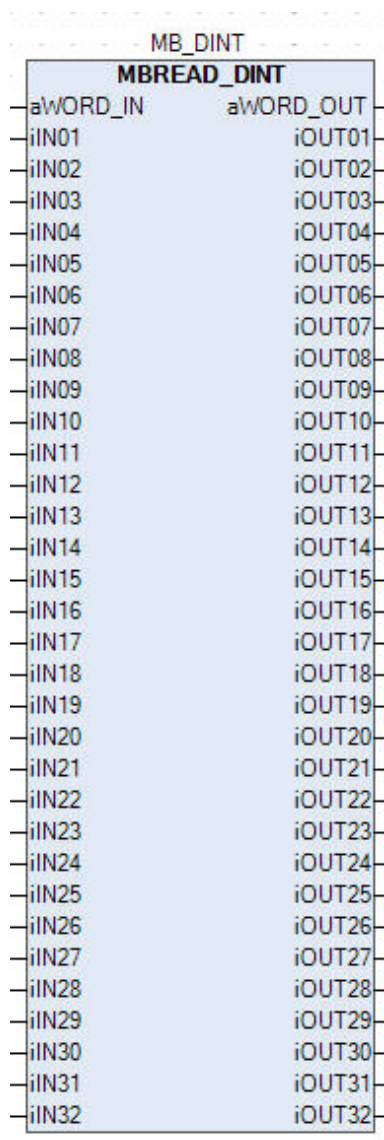 MB_DINT
MBREAD_DINT
aWORD_IN aWORD_OUT
iIN01 iOUT01
iIN02 iOUT02
iIN03 iOUT03
iIN04 iOUT04
iIN05 iOUT05
iIN06 iOUT06
iIN07 iOUT07
iIN08 iOUT08
iIN09 iOUT09
iIN10 iOUT10
iIN11 iOUT11
iIN12 iOUT12
iIN13 iOUT13
iIN14 iOUT14
iIN15 iOUT15
iIN16 iOUT16
iIN17 iOUT17
iIN18 iOUT18
iIN19 iOUT19
iIN20 iOUT20
iIN21 iOUT21
iIN22 iOUT22
iIN23 iOUT23
iIN24 iOUT24
iIN25 iOUT25
iIN26 iOUT26
iIN27 iOUT27
iIN28 iOUT28
iIN29 iOUT29
iIN30 iOUT30
iIN31 iOUT31
iIN32 iOUT32